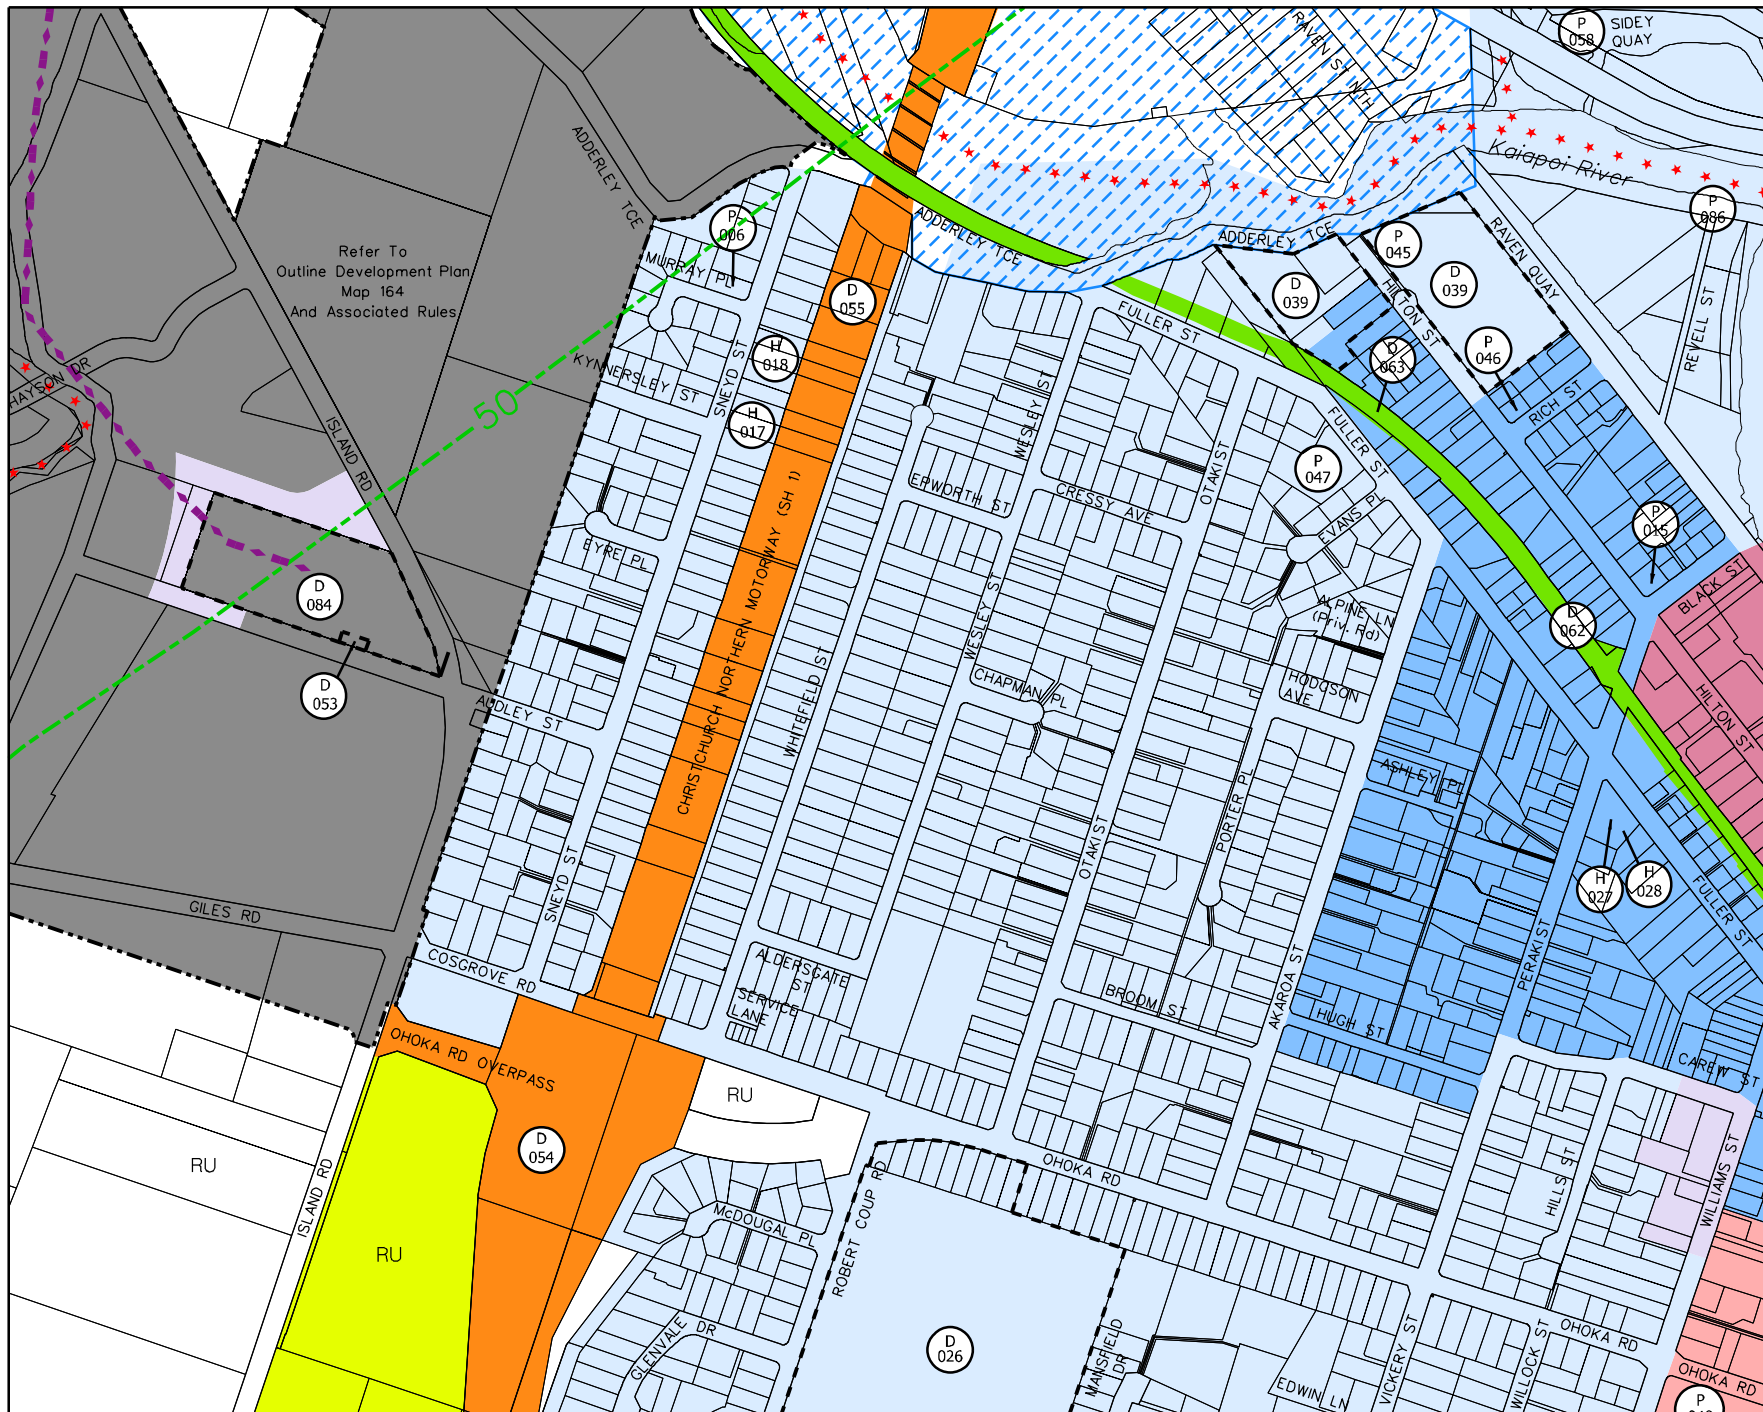 P
058
SIDEY
QUAY
RAVEN ST NTH
ADDERLEY TCE
Kaiapoi River
P
086
P
006
MURRAY PL
ADDERLEY TCE
ADDERLEY TCE
P
045
RAVEN QUAY
Refer To
Outline Development Plan
Map 164
And Associated Rules
D
055
D
039
D
039
HILTON ST
FULLER ST
REVELL ST
H
018
KYNNERSLEY ST
SNEYD ST
D
063
P
046
HAYSON DR
50
ISLAND RD
H
017
WESLEY ST
RICH ST
FULLER ST
OTAKI ST
P
047
EPWORTH ST
CRESSY AVE
EVANS PL
P
015
EYRE PL
CHRISTCHURCH NORTHERN MOTORWAY (SH 1)
BLACK ST
D
084
WESLEY ST
ALPINE LN
(Priv. Rd)
D
062
D
053
AUDLEY ST
WHITEFIELD ST
CHAPMAN PL
HODGSON
AVE
HILTON ST
ASHLEY PL
PORTER PL
OTAKI ST
SNEYD ST
GILES RD
H
027
H
028
FULLER ST
COSGROVE RD
ALDERSGATE
ST
SERVICE
LANE
BROOM ST
AKAROA ST
HUGH ST
PERAKI ST
CAREW ST
OHOKA RD OVERPASS
RU
D
054
RU
ISLAND RD
OHOKA RD
HILLS ST
WILLIAMS ST
McDOUGAL PL
ROBERT COUP RD
RU
GLENVALE DR
D
026
MANSFIELD
DR
EDWIN LN
VICKERY ST
WILLOCK ST
OHOKA RD
OHOKA RD
P